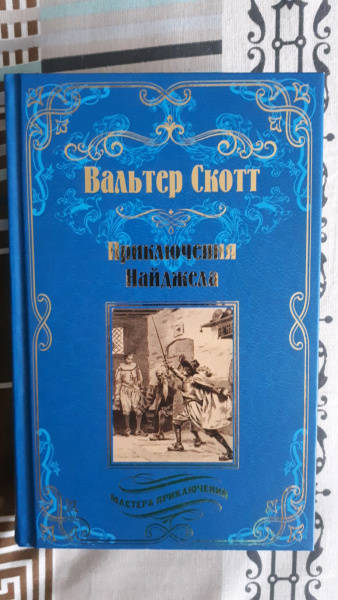 Вальтер Скотт
Приключения
Найджела
МАСТЕРА ПРИКЛЮЧЕНИЙ